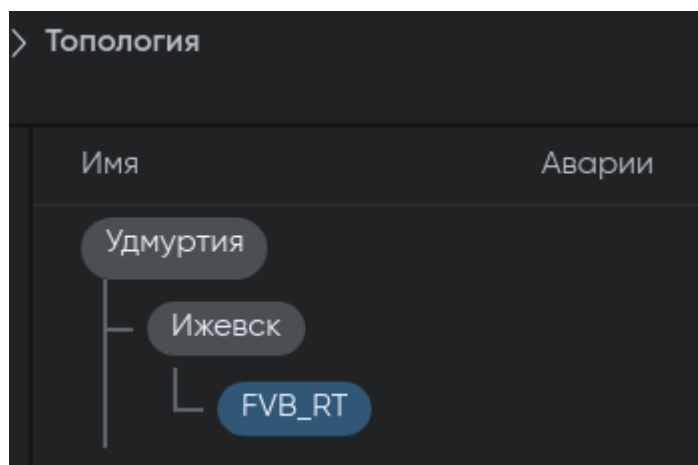 Топология
Имя Аварии
Удмуртия
Ижевск
FVB_RT